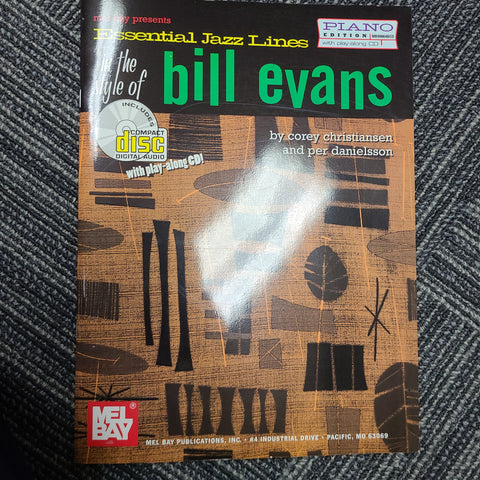 mel bay presents
Essential Jazz Lines
in the
style of
bill evans
PIANO
EDITION
with play-along CD
INCLUDES
COMPACT
disc
DIGITAL AUDIO
with play-along CD!
by corey christiansen
and per danielsson
MEL
BAY
MEL BAY PUBLICATIONS, INC. · #4 INDUSTRIAL DRIVE · PACIFIC, MO 63069